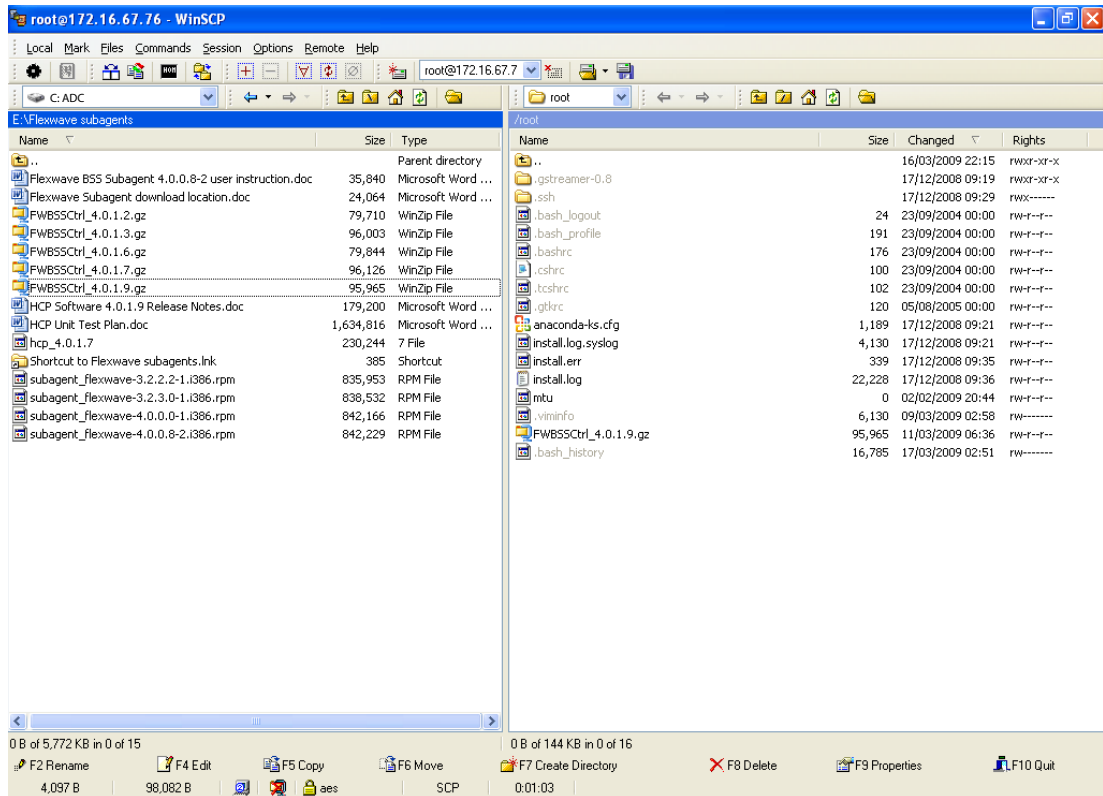 root@172.16.67.76 - WinSCP
Local Mark Files Commands Session Options Remote Help
root@172.16.67.7
C: ADC root
E:\Flexwave subagents /root
Name Size Type Name Size Changed Rights
.. Parent directory .. 16/03/2009 22:15 rwxr-xr-x
Flexwave BSS Subagent 4.0.0.8-2 user instruction.doc 35,840 Microsoft Word ... .gstreamer-0.8 17/12/2008 09:19 rwxr-xr-x
Flexwave Subagent download location.doc 24,064 Microsoft Word ... .ssh 17/12/2008 09:29 rwx------
FWBSSCtrl_4.0.1.2.gz 79,710 WinZip File .bash_logout 24 23/09/2004 00:00 rw-r--r--
FWBSSCtrl_4.0.1.3.gz 96,003 WinZip File .bash_profile 191 23/09/2004 00:00 rw-r--r--
FWBSSCtrl_4.0.1.6.gz 79,844 WinZip File .bashrc 176 23/09/2004 00:00 rw-r--r--
FWBSSCtrl_4.0.1.7.gz 96,126 WinZip File .cshrc 100 23/09/2004 00:00 rw-r--r--
FWBSSCtrl_4.0.1.9.gz 95,965 WinZip File .tcshrc 102 23/09/2004 00:00 rw-r--r--
HCP Software 4.0.1.9 Release Notes.doc 179,200 Microsoft Word ... .gtkrc 120 05/08/2005 00:00 rw-r--r--
HCP Unit Test Plan.doc 1,634,816 Microsoft Word ... anaconda-ks.cfg 1,189 17/12/2008 09:21 rw-r--r--
hcp_4.0.1.7 230,244 7 File install.log.syslog 4,130 17/12/2008 09:21 rw-r--r--
Shortcut to Flexwave subagents.lnk 385 Shortcut install.err 339 17/12/2008 09:35 rw-r--r--
subagent_flexwave-3.2.2.2-1.i386.rpm 835,953 RPM File install.log 22,228 17/12/2008 09:36 rw-r--r--
subagent_flexwave-3.2.3.0-1.i386.rpm 838,532 RPM File mtu 0 02/02/2009 20:44 rw-r--r--
subagent_flexwave-4.0.0.0-1.i386.rpm 842,166 RPM File .viminfo 6,130 09/03/2009 02:58 rw-------
subagent_flexwave-4.0.0.8-2.i386.rpm 842,229 RPM File FWBSSCtrl_4.0.1.9.gz 95,965 11/03/2009 06:36 rw-r--r--
.bash_history 16,785 17/03/2009 02:51 rw-------
0 B of 5,772 KB in 0 of 15 0 B of 144 KB in 0 of 16
F2 Rename F4 Edit F5 Copy F6 Move F7 Create Directory F8 Delete F9 Properties F10 Quit
4,097 B 98,082 B aes SCP 0:01:03